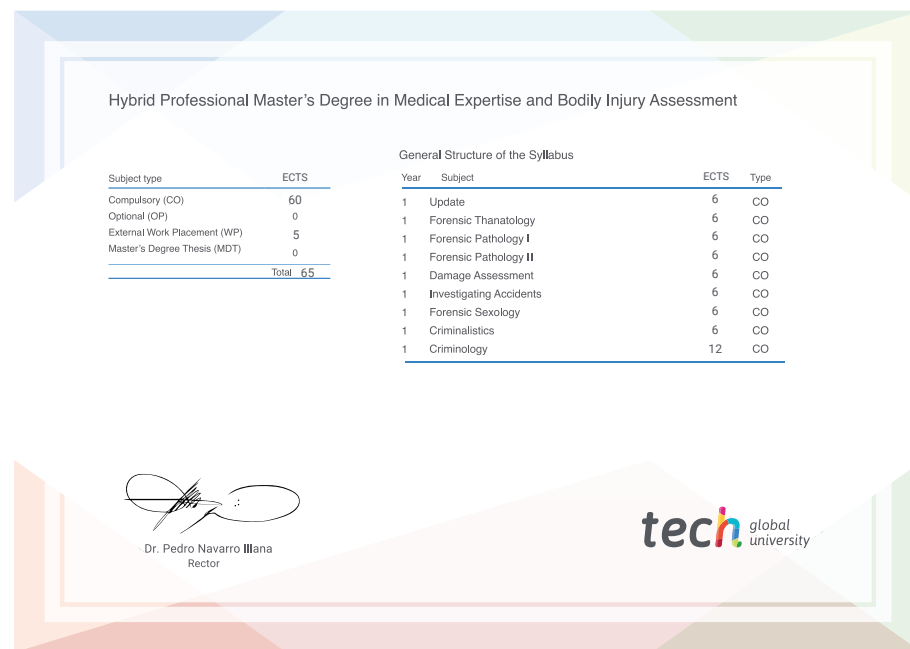 Hybrid Professional Master's Degree in Medical Expertise and Bodily Injury Assessment
Subject type ECTS
Compulsory (CO) 60
Optional (OP) 0
External Work Placement (WP) 5
Master's Degree Thesis (MDT) 0
Total 65
General Structure of the Syllabus
Year Subject ECTS Type
1 Update 6 CO
1 Forensic Thanatology 6 CO
1 Forensic Pathology I 6 CO
1 Forensic Pathology II 6 CO
1 Damage Assessment 6 CO
1 Investigating Accidents 6 CO
1 Forensic Sexology 6 CO
1 Criminalistics 6 CO
1 Criminology 12 CO
Dr. Pedro Navarro Illana
Rector
tech global
university